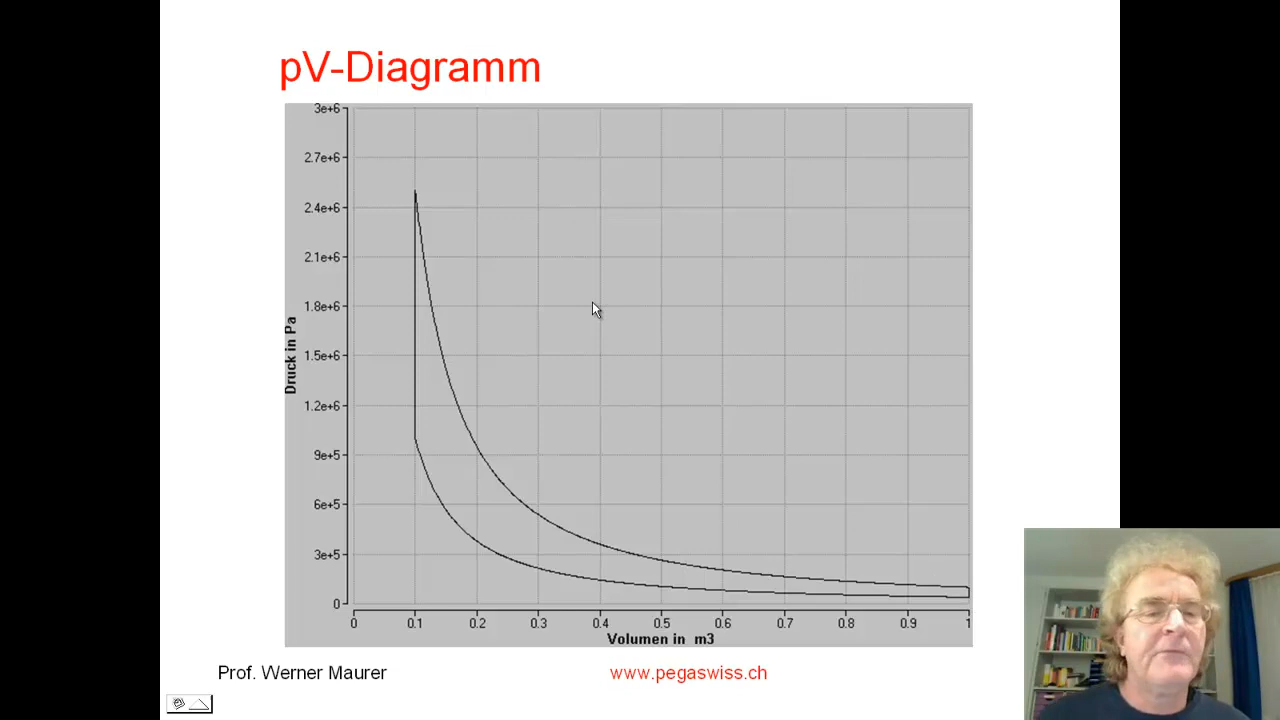 pV-Diagramm
3e+6
2.7e+6
2.4e+6
2.1e+6
1.8e+6
1.5e+6
1.2e+6
9e+5
6e+5
3e+5
0
Druck in Pa
0 0.1 0.2 0.3 0.4 0.5 0.6 0.7 0.8 0.9 1
Volumen in m3
Prof. Werner Maurer
www.pegaswiss.ch